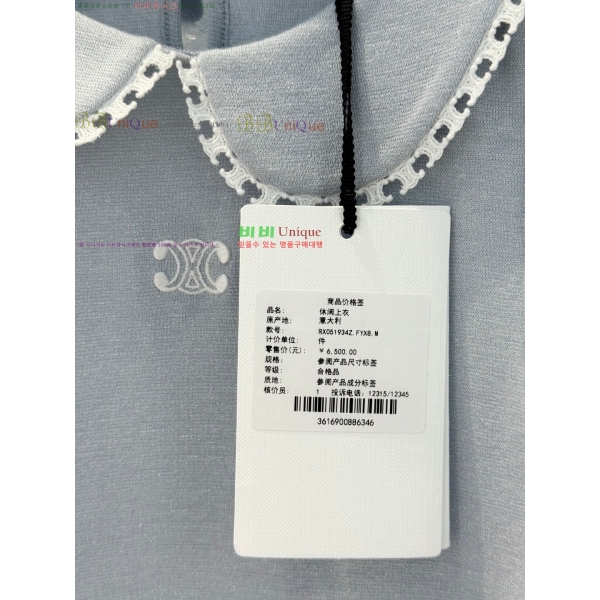 BB UniQue
비비 Unique
믿을수 있는 명품구매대행
商品价格签
品名: 休闲上衣
原产地: 意大利
款号: RX051934Z.FYXB.M
计价单位: 件
零售价(元): ¥ 6,500.00
规格: 参阅产品尺寸标签
等级: 合格品
质地: 参阅产品成分标签
核价员: 1 投诉电话: 12315/12345
3616900886346